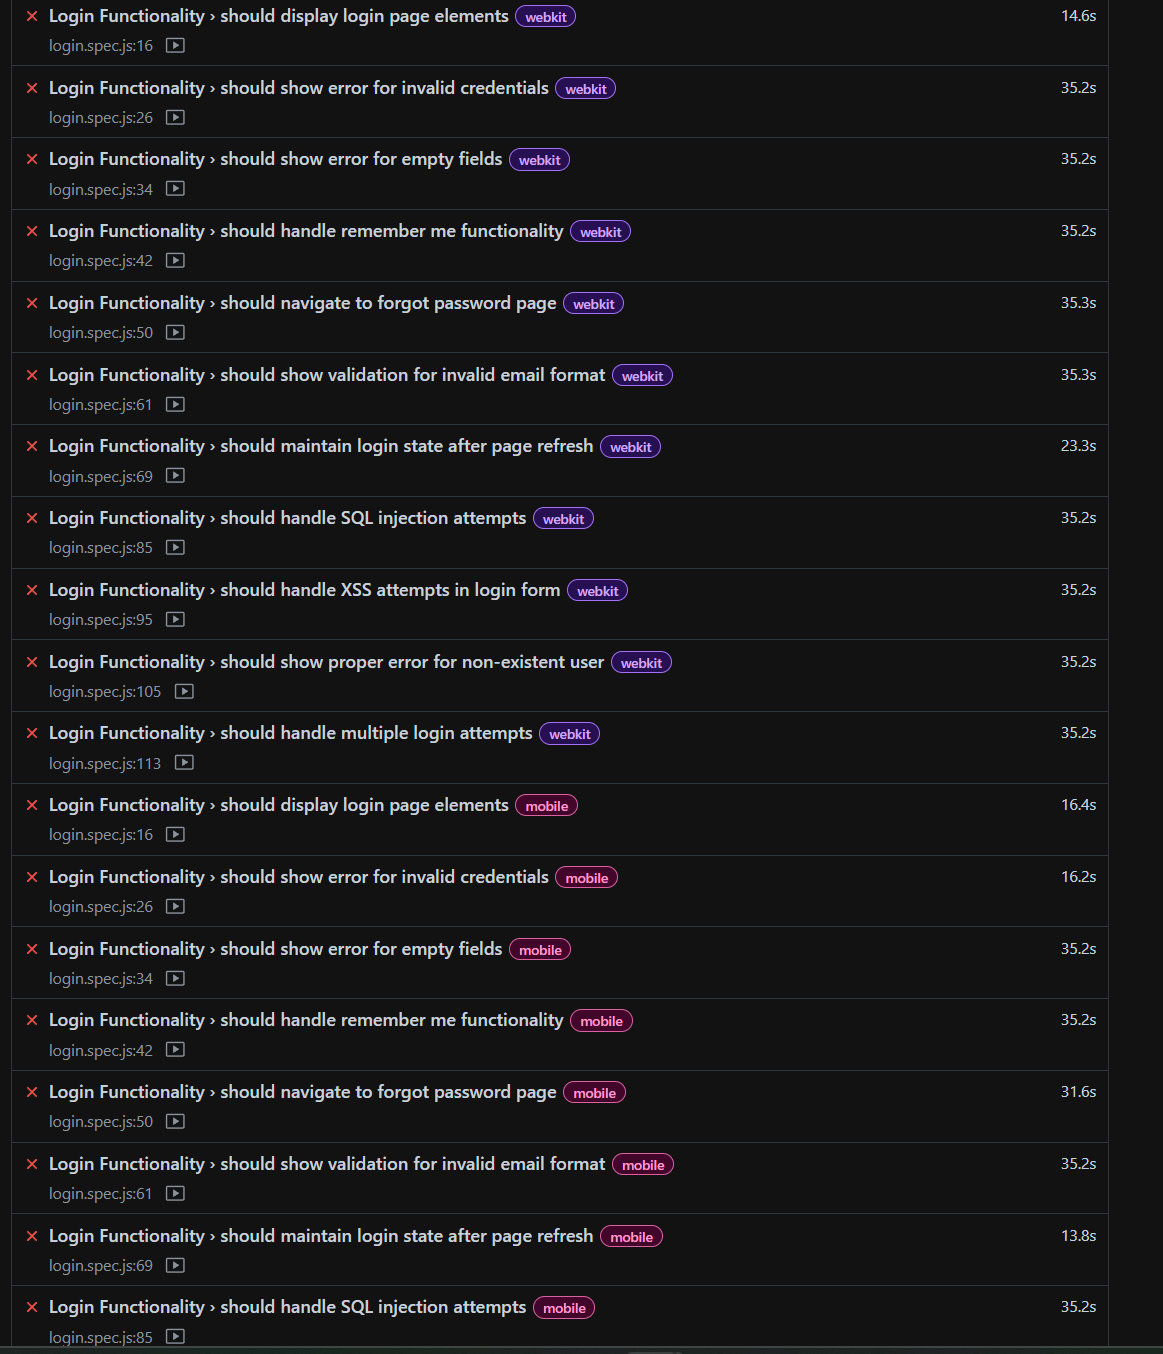 Login Functionality › should display login page elements webkit 14.6s
login.spec.js:16
Login Functionality › should show error for invalid credentials webkit 35.2s
login.spec.js:26
Login Functionality › should show error for empty fields webkit 35.2s
login.spec.js:34
Login Functionality › should handle remember me functionality webkit 35.2s
login.spec.js:42
Login Functionality › should navigate to forgot password page webkit 35.3s
login.spec.js:50
Login Functionality › should show validation for invalid email format webkit 35.3s
login.spec.js:61
Login Functionality › should maintain login state after page refresh webkit 23.3s
login.spec.js:69
Login Functionality › should handle SQL injection attempts webkit 35.2s
login.spec.js:85
Login Functionality › should handle XSS attempts in login form webkit 35.2s
login.spec.js:95
Login Functionality › should show proper error for non-existent user webkit 35.2s
login.spec.js:105
Login Functionality › should handle multiple login attempts webkit 35.2s
login.spec.js:113
Login Functionality › should display login page elements mobile 16.4s
login.spec.js:16
Login Functionality › should show error for invalid credentials mobile 16.2s
login.spec.js:26
Login Functionality › should show error for empty fields mobile 35.2s
login.spec.js:34
Login Functionality › should handle remember me functionality mobile 35.2s
login.spec.js:42
Login Functionality › should navigate to forgot password page mobile 31.6s
login.spec.js:50
Login Functionality › should show validation for invalid email format mobile 35.2s
login.spec.js:61
Login Functionality › should maintain login state after page refresh mobile 13.8s
login.spec.js:69
Login Functionality › should handle SQL injection attempts mobile 35.2s
login.spec.js:85